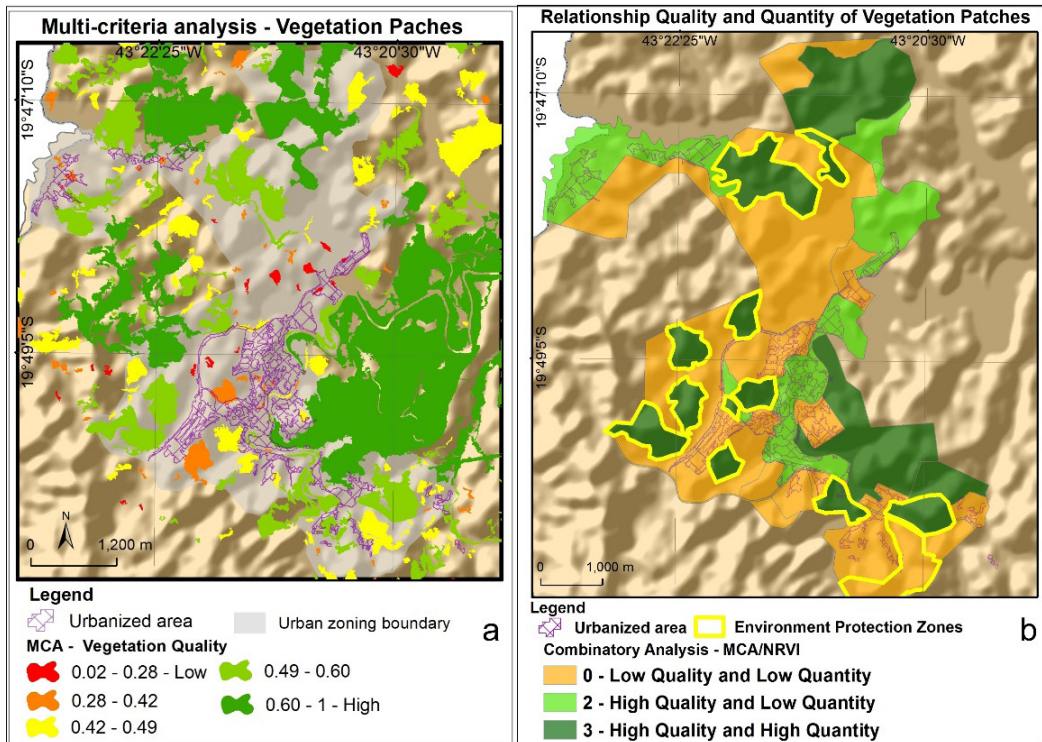 Multi-criteria analysis - Vegetation Paches
43°22'25"W
43°20'30"W
19°47'10"S
19°49'5"S
N
0
1,200 m
Legend
Urbanized area
Urban zoning boundary
MCA - Vegetation Quality
0.02 - 0.28 - Low
0.28 - 0.42
0.42 - 0.49
0.49 - 0.60
0.60 - 1 - High
a
Relationship Quality and Quantity of Vegetation Patches
43°22'25"W
43°20'30"W
19°47'10"S
19°49'5"S
0
1,000 m
Legend
Urbanized area
Environment Protection Zones
Combinatory Analysis - MCA/NRVI
0 - Low Quality and Low Quantity
2 - High Quality and Low Quantity
3 - High Quality and High Quantity
b